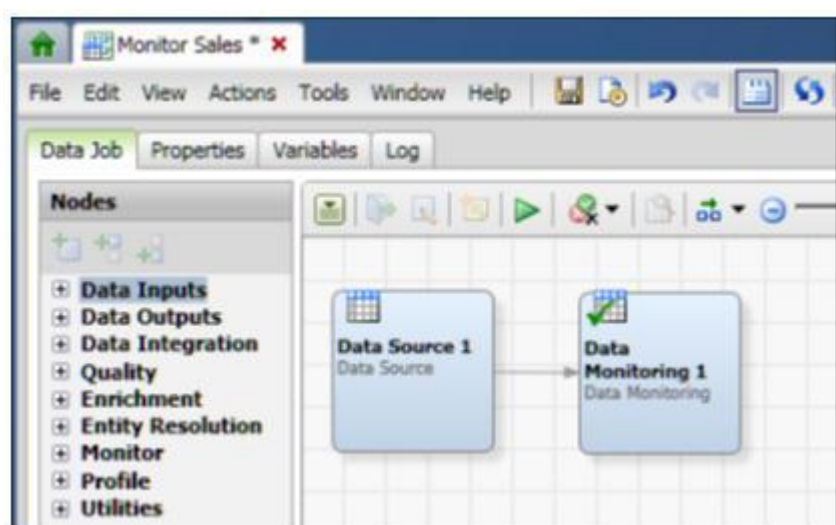 Monitor Sales *
File Edit View Actions Tools Window Help
Data Job Properties Variables Log
Nodes
Data Inputs
Data Outputs
Data Integration
Quality
Enrichment
Entity Resolution
Monitor
Profile
Utilities
Data Source 1
Data Source
Data
Monitoring 1
Data Monitoring